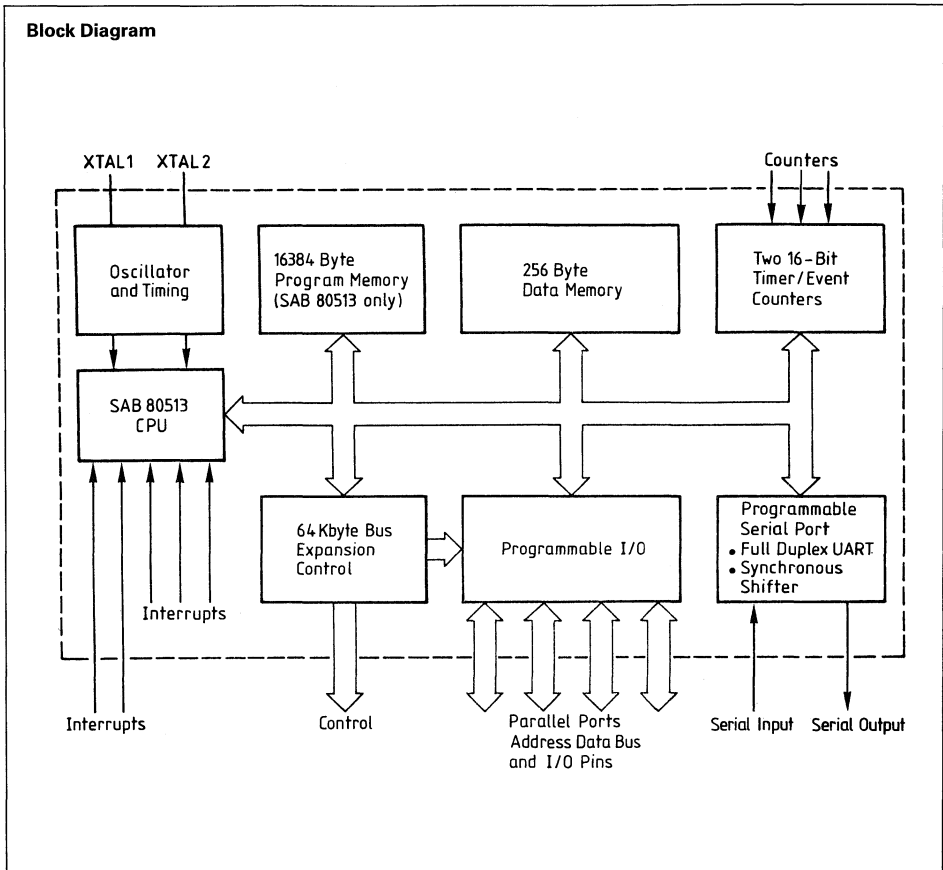 Block Diagram
XTAL1 XTAL2
Counters
Oscillator
and Timing
16384 Byte
Program Memory
(SAB 80513 only)
256 Byte
Data Memory
Two 16-Bit
Timer/Event
Counters
SAB 80513
CPU
64 Kbyte Bus
Expansion
Control
Programmable I/O
Programmable
Serial Port
• Full Duplex UART
• Synchronous
Shifter
Interrupts
Interrupts
Control
Parallel Ports
Address Data Bus
and I/O Pins
Serial Input
Serial Output